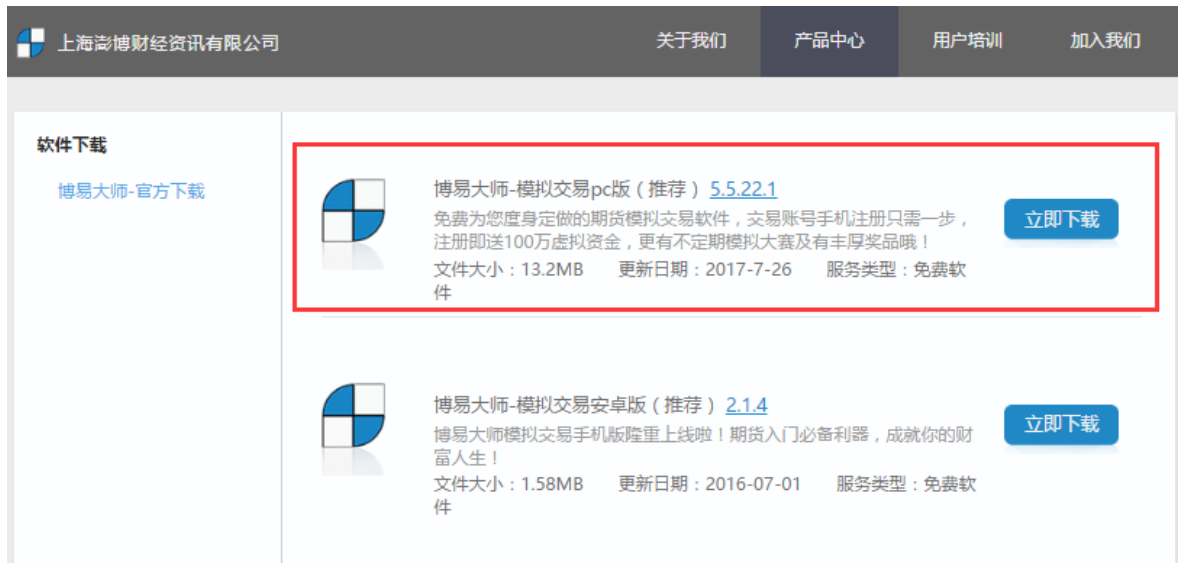 上海澎博财经资讯有限公司
关于我们
产品中心
用户培训
加入我们
软件下载
博易大师-官方下载
博易大师-模拟交易pc版(推荐) 5.5.22.1
免费为您度身定做的期货模拟交易软件,交易账号手机注册只需一步,
注册即送100万虚拟资金,更有不定期模拟大赛及有丰厚奖品哦!
文件大小:13.2MB 更新日期:2017-7-26 服务类型:免费软
件
立即下载
博易大师-模拟交易安卓版(推荐) 2.1.4
博易大师模拟交易手机版隆重上线啦!期货入门必备利器,成就你的财
富人生!
文件大小:1.58MB 更新日期:2016-07-01 服务类型:免费软
件
立即下载